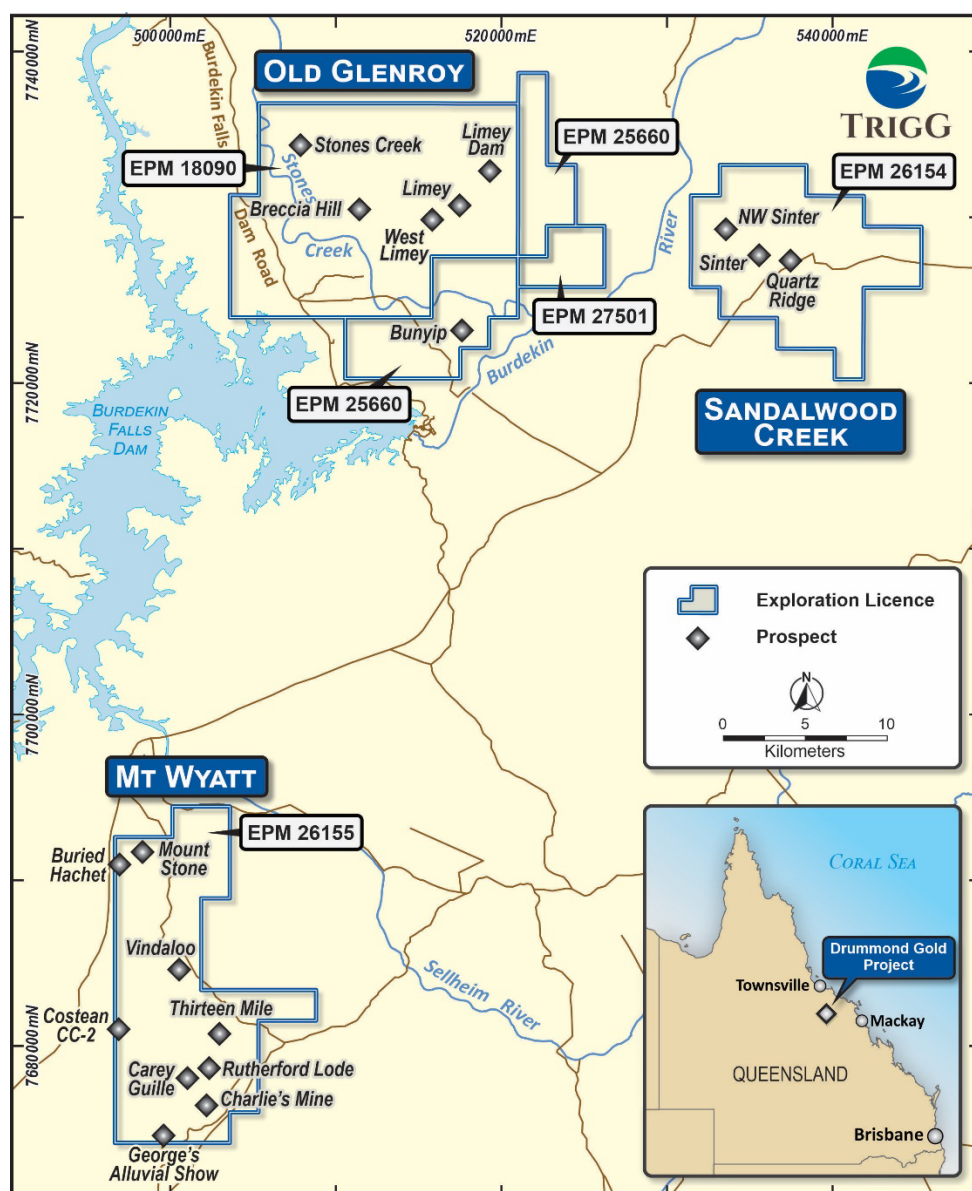 500000mE
520000mE
540000mE
7740000mN
7720000mN
7700000mN
7680000mN
OLD GLENROY
TRIGG
Burdekin Falls
Dam Road
EPM 18090
Stones Creek
Limey
Dam
EPM 25660
EPM 26154
Stones
Creek
Breccia Hill
Limey
West
Limey
River
Burdekin
NW Sinter
Sinter
Quartz
Ridge
EPM 27501
Bunyip
EPM 25660
BURDEKIN
FALLS
DAM
SANDALWOOD
CREEK
Exploration Licence
Prospect
N
0 5 10
Kilometers
MT WYATT
EPM 26155
Buried
Hachet
Mount
Stone
Vindaloo
Sellheim River
Thirteen Mile
Costean
CC-2
Carey
Guille
Rutherford Lode
Charlie's Mine
George's
Alluvial Show
CORAL SEA
Drummond Gold
Project
Townsville
Mackay
QUEENSLAND
Brisbane